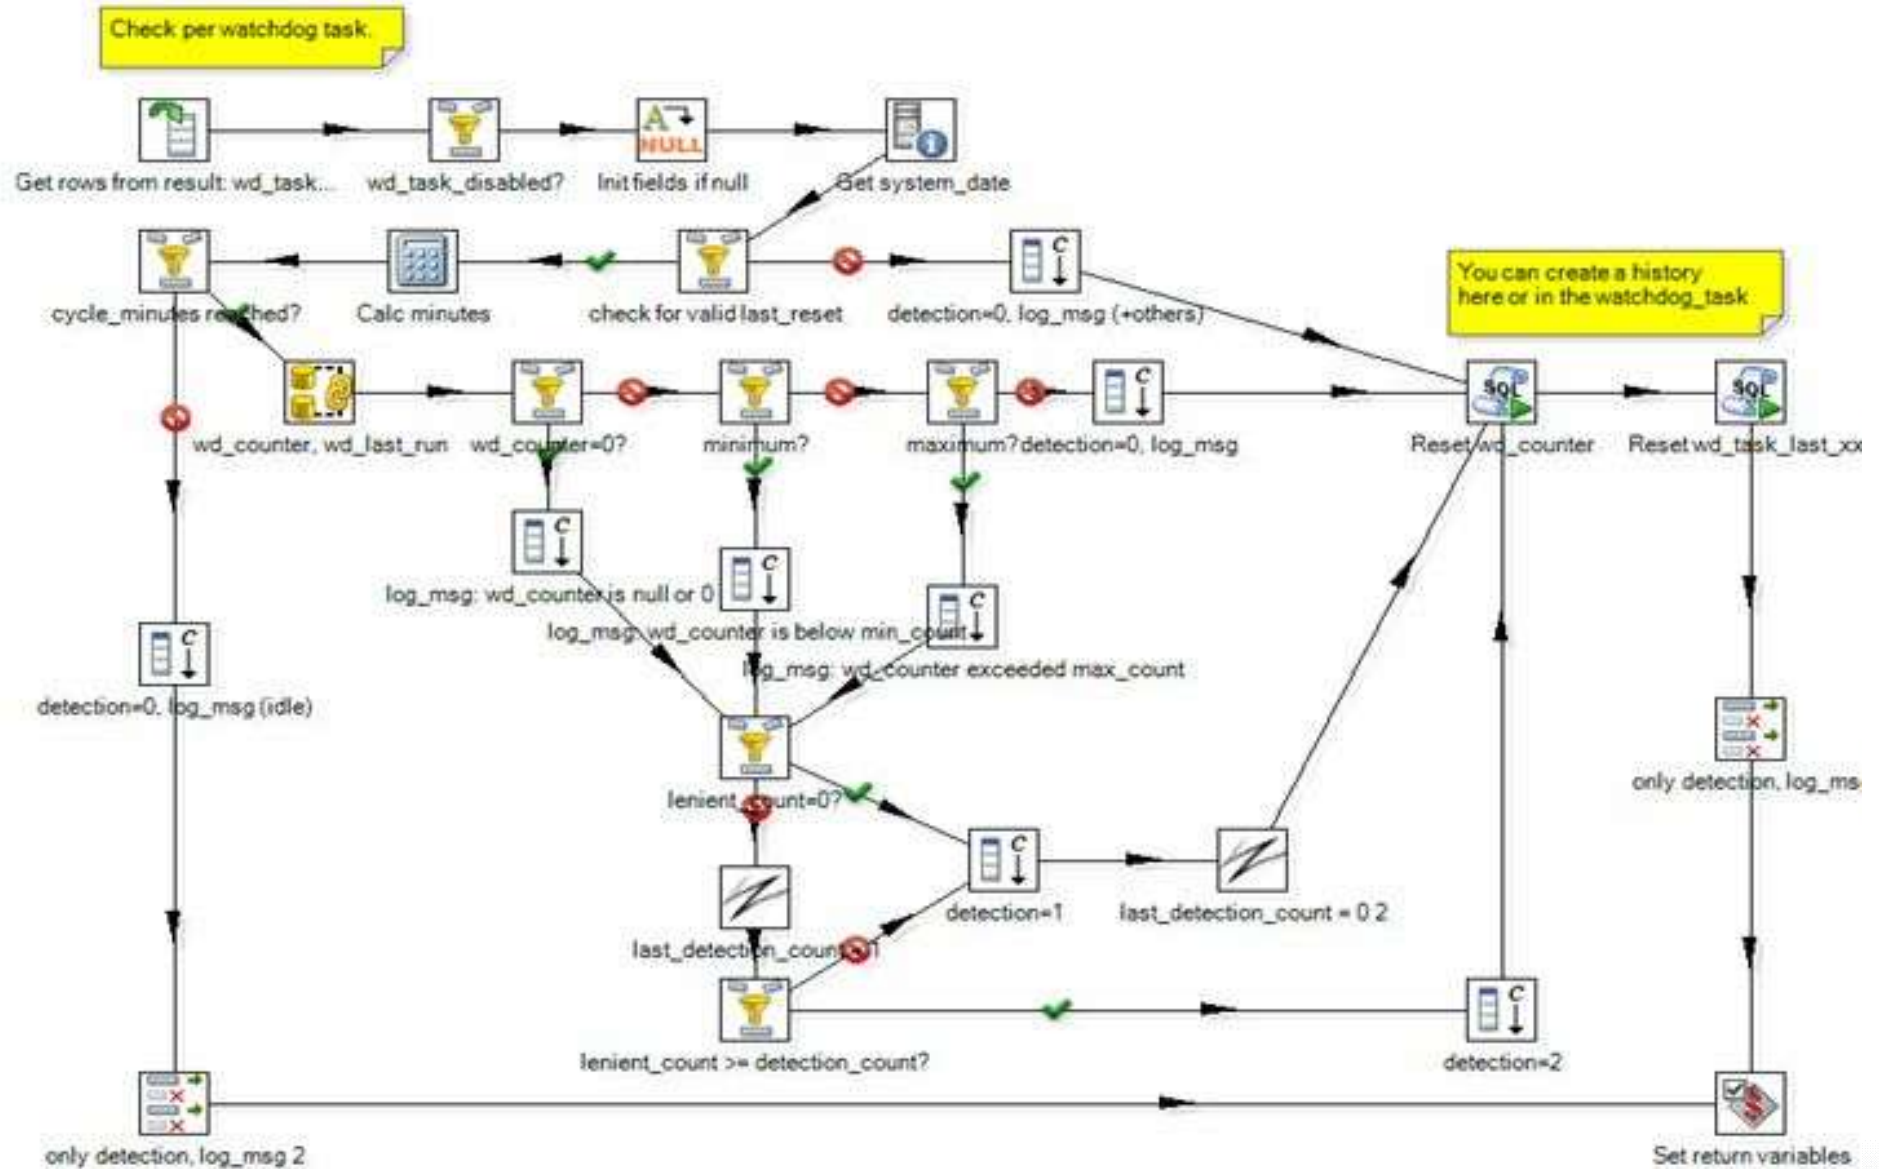 Check per watchdog task.
NULL
Get rows from result: wd_task...
wd_task_disabled?
Init fields if null
Get system_date
You can create a history
here or in the watchdog_task
cycle_minutes reached?
Calc minutes
check for valid last_reset
detection=0, log_msg (+others)
SQL
SQL
wd_counter, wd_last_run
wd_counter=0?
minimum?
maximum?
detection=0, log_msg
Reset wd_counter
Reset wd_task_last_xx
log_msg: wd_counter is null or 0
log_msg: wd_counter is below min_count
log_msg: wd_counter exceeded max_count
detection=0, log_msg (idle)
only detection, log_ms
lenient_count=0?
detection=1
last_detection_count = 0 2
last_detection_count
lenient_count >= detection_count?
detection=2
only detection, log_msg 2
Set return variables